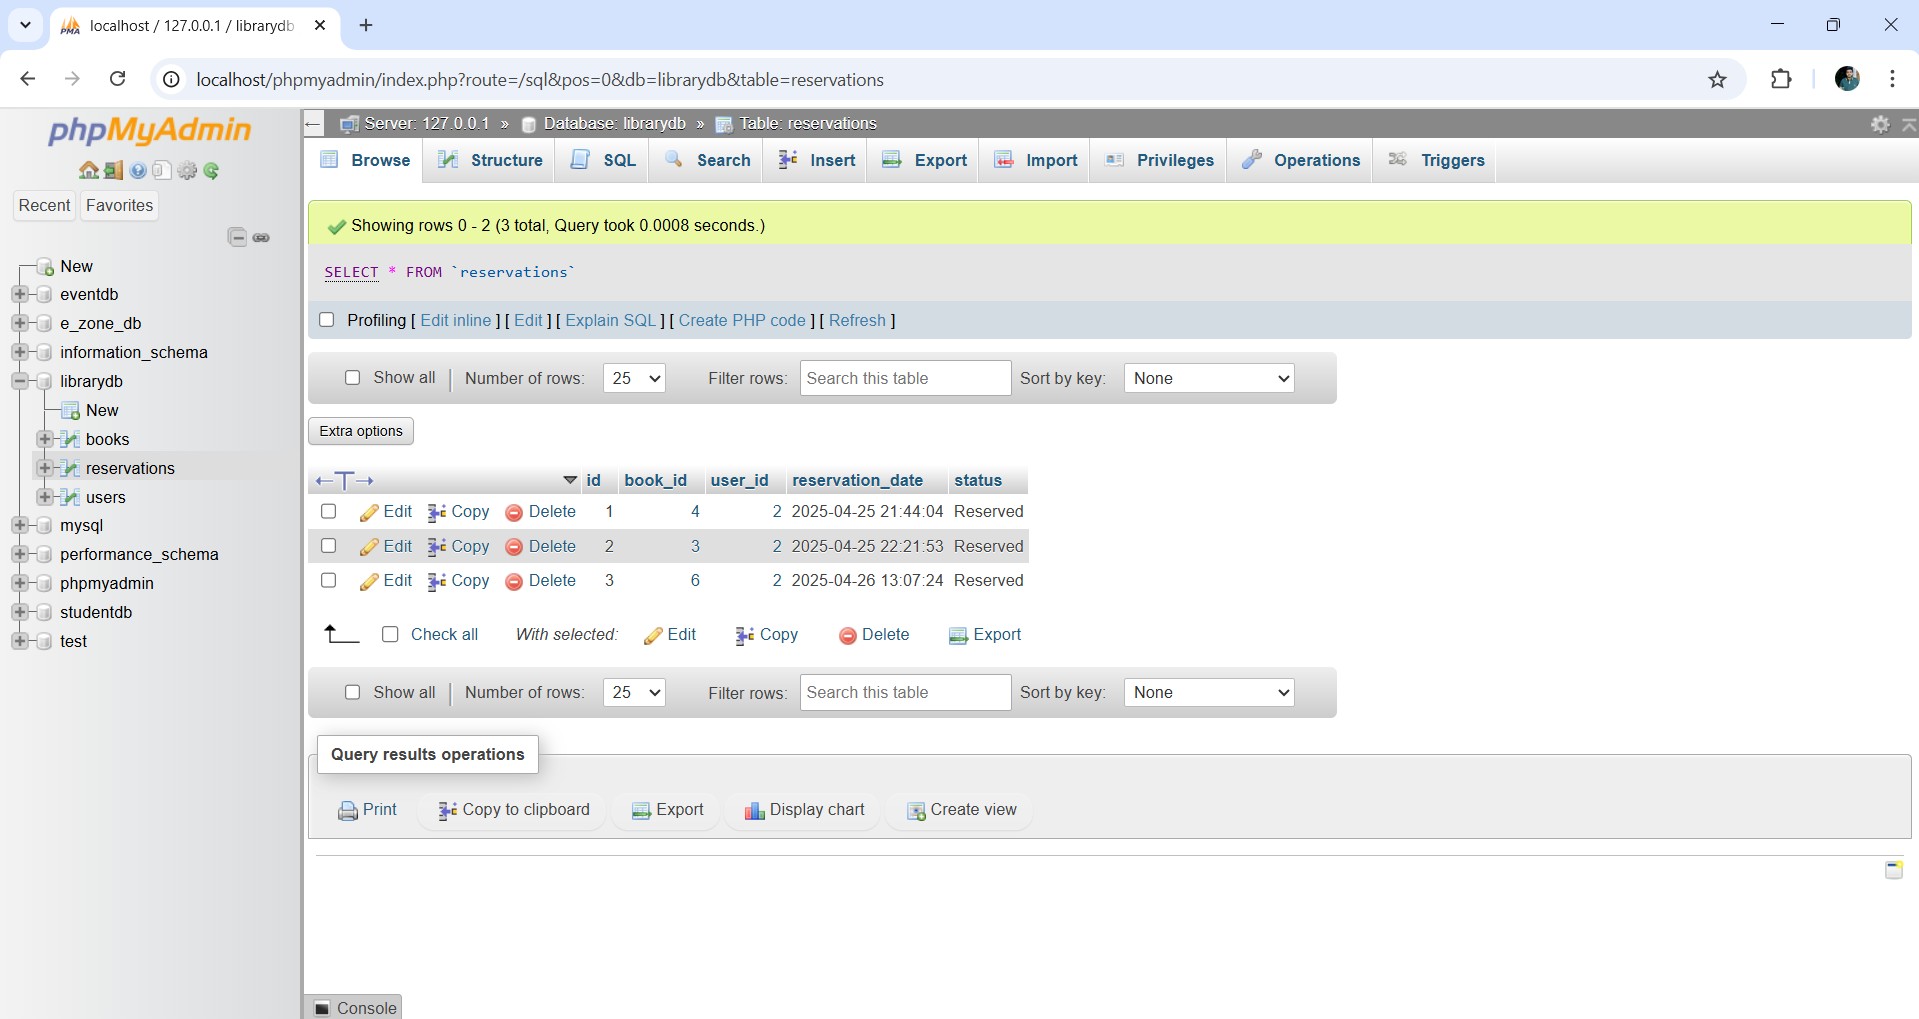 localhost / 127.0.0.1 / librarydb
localhost/phpmyadmin/index.php?route=/sql&pos=0&db=librarydb&table=reservations
phpMyAdmin
Recent Favorites
New
eventdb
e_zone_db
information_schema
librarydb
New
books
reservations
users
mysql
performance_schema
phpmyadmin
studentdb
test
Server: 127.0.0.1 » Database: librarydb » Table: reservations
Browse Structure SQL Search Insert Export Import Privileges Operations Triggers
Showing rows 0 - 2 (3 total, Query took 0.0008 seconds.)
SELECT * FROM `reservations`
Profiling [ Edit inline ] [ Edit ] [ Explain SQL ] [ Create PHP code ] [ Refresh ]
Show all | Number of rows: 25 Filter rows: Search this table Sort by key: None
Extra options
←T→ id book_id user_id reservation_date status
Edit Copy Delete 1 4 2 2025-04-25 21:44:04 Reserved
Edit Copy Delete 2 3 2 2025-04-25 22:21:53 Reserved
Edit Copy Delete 3 6 2 2025-04-26 13:07:24 Reserved
Check all With selected: Edit Copy Delete Export
Show all | Number of rows: 25 Filter rows: Search this table Sort by key: None
Query results operations
Print Copy to clipboard Export Display chart Create view
Console